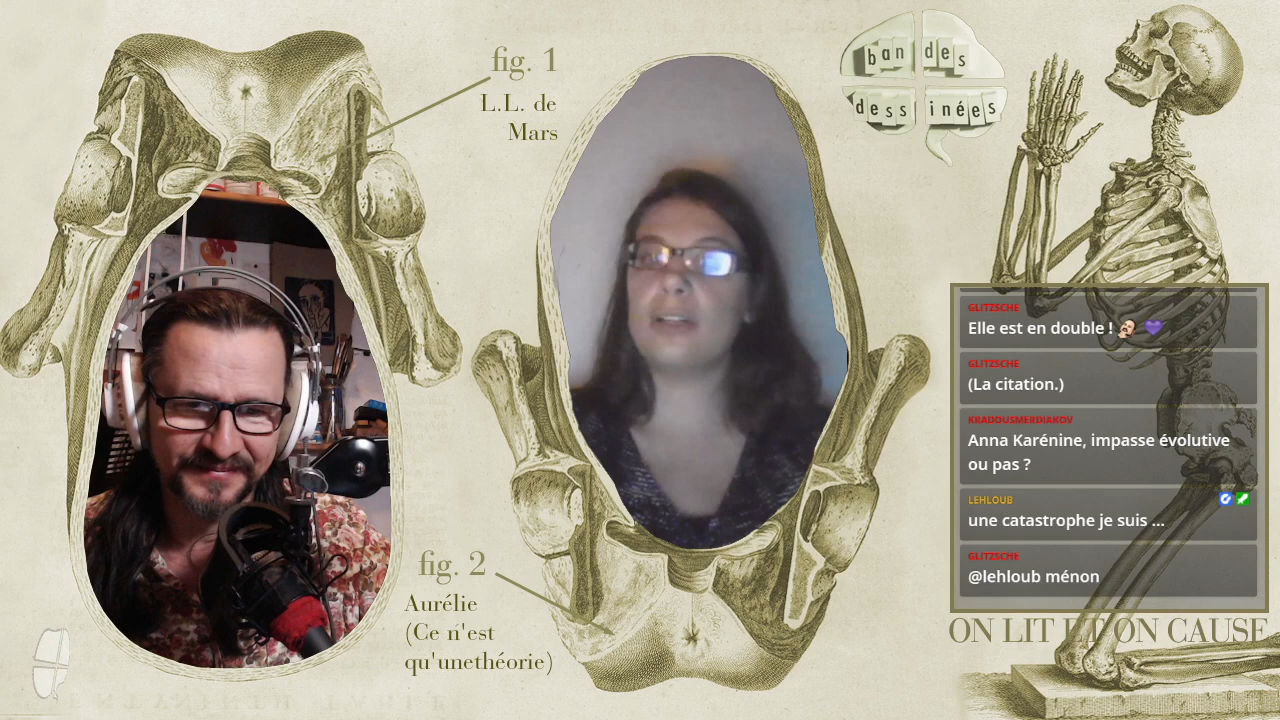 fig. 1
L.L. de
Mars
ban des
dess inées
GLITZSCHE
Elle est en double !
GLITZSCHE
(La citation.)
KRADOUSMERDIAKOV
Anna Karénine, impasse évolutive
ou pas ?
LEHLOUB
une catastrophe je suis ...
GLITZSCHE
@lehloub ménon
fig. 2
Aurélie
(Ce n'est
qu'unethéorie)
ON LIT ET ON CAUSE